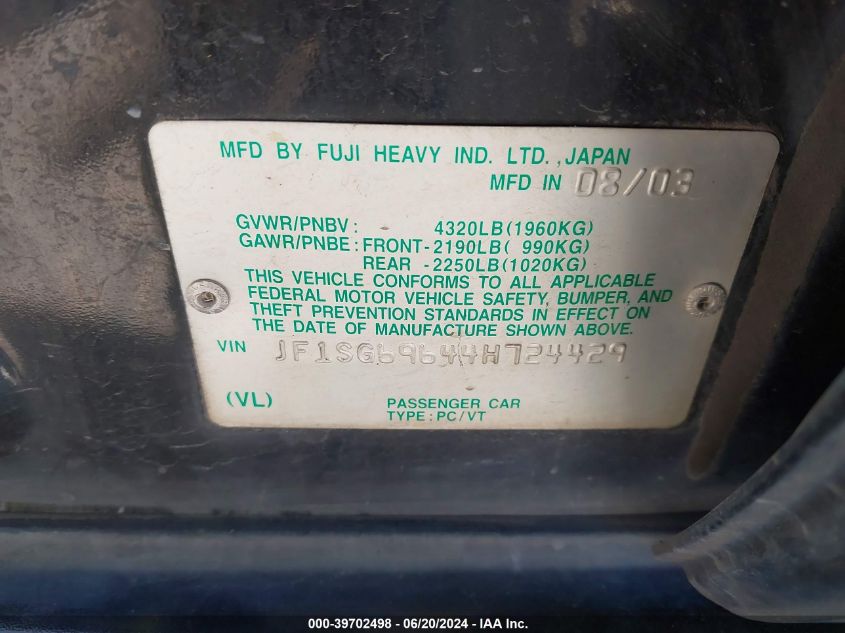 MFD BY FUJI HEAVY IND. LTD., JAPAN
MFD IN 08/03
GVWR/PNBV: 4320LB(1960KG)
GAWR/PNBE: FRONT-2190LB( 990KG)
REAR -2250LB(1020KG)
THIS VEHICLE CONFORMS TO ALL APPLICABLE
FEDERAL MOTOR VEHICLE SAFETY, BUMPER, AND
THEFT PREVENTION STANDARDS IN EFFECT ON
THE DATE OF MANUFACTURE SHOWN ABOVE.
VIN JF1SG69644H724429
(VL) PASSENGER CAR
TYPE: PC/VT
000-39702498 - 06/20/2024 - IAA Inc.